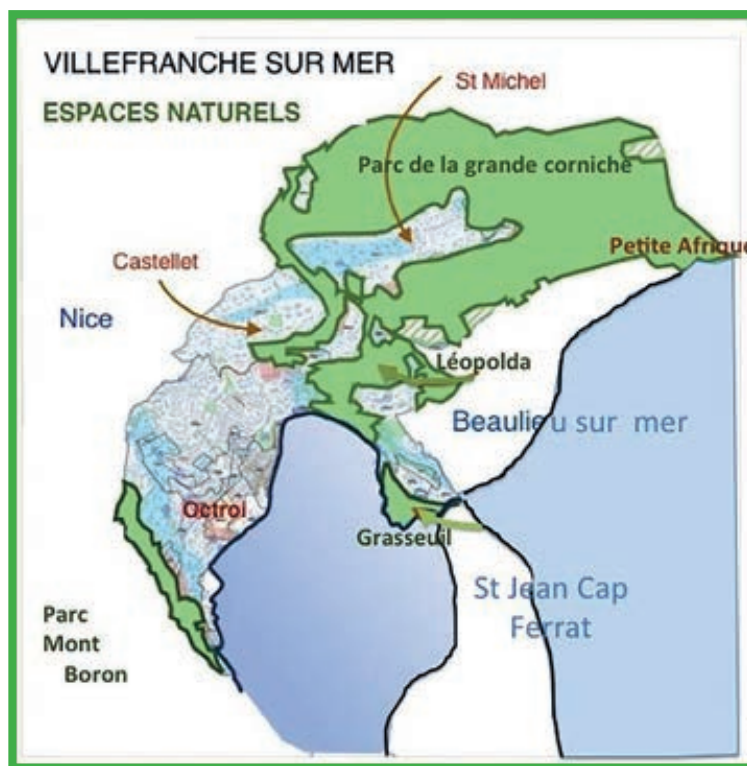 VILLEFRANCHE SUR MER
St Michel
ESPACES NATURELS
Parc de la grande corniche
Petite Afrique
Castellet
Nice
Léopolda
Beaulieu sur mer
Octroi
Grasseuil
St Jean Cap
Ferrat
Parc
Mont
Boron